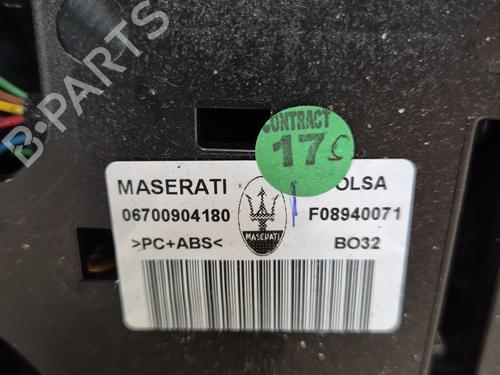 B-PARTS
CONTRACT
17
MASERATI
OLSA
06700904180
F08940071
MASERATI
>PC+ABS<
BO32